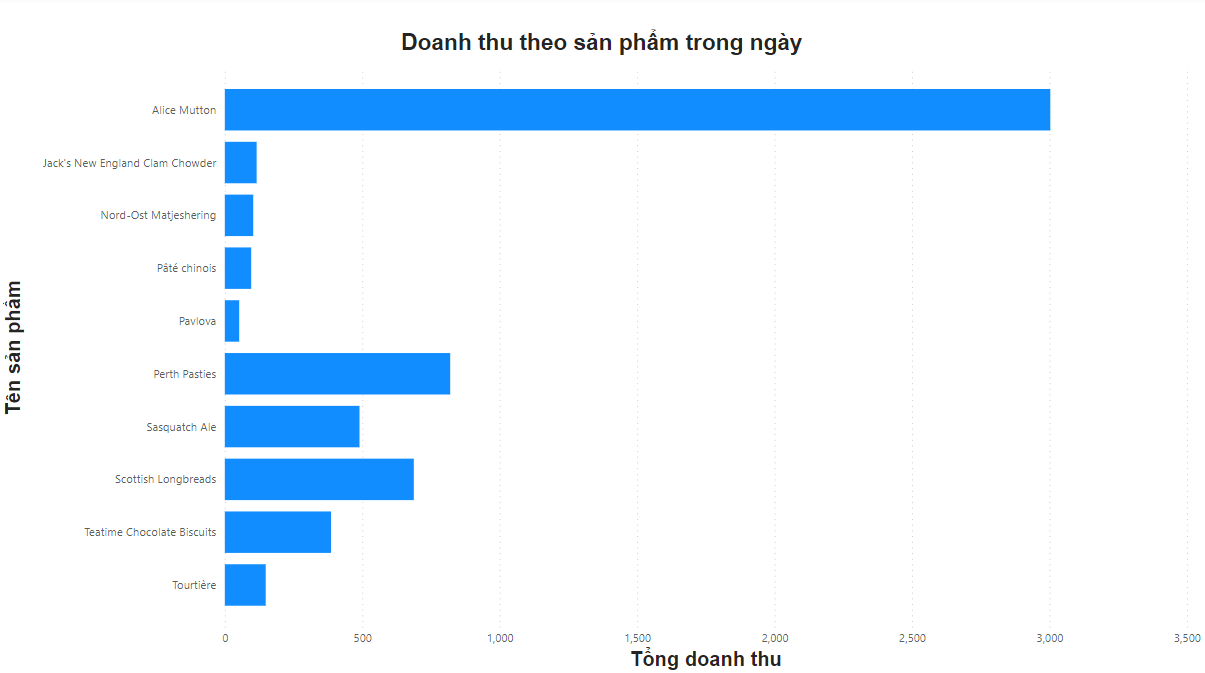 Doanh thu theo sản phẩm trong ngày
Tên sản phẩm
Alice Mutton
Jack's New England Clam Chowder
Nord-Ost Matjeshering
Pâté chinois
Pavlova
Perth Pasties
Sasquatch Ale
Scottish Longbreads
Teatime Chocolate Biscuits
Tourtière
0 500 1,000 1,500 2,000 2,500 3,000 3,500
Tổng doanh thu